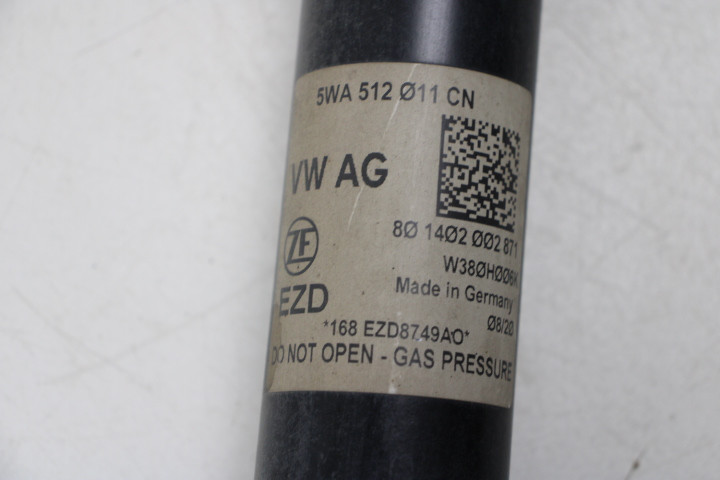 5WA 512 Ø11 CN
VW AG
8Ø 14Ø2 ØØ2 871
ZF
W38ØHØØ6
Made in Germany
EZD
Ø8/2Ø
*168 EZD8749AO*
DO NOT OPEN - GAS PRESSURE